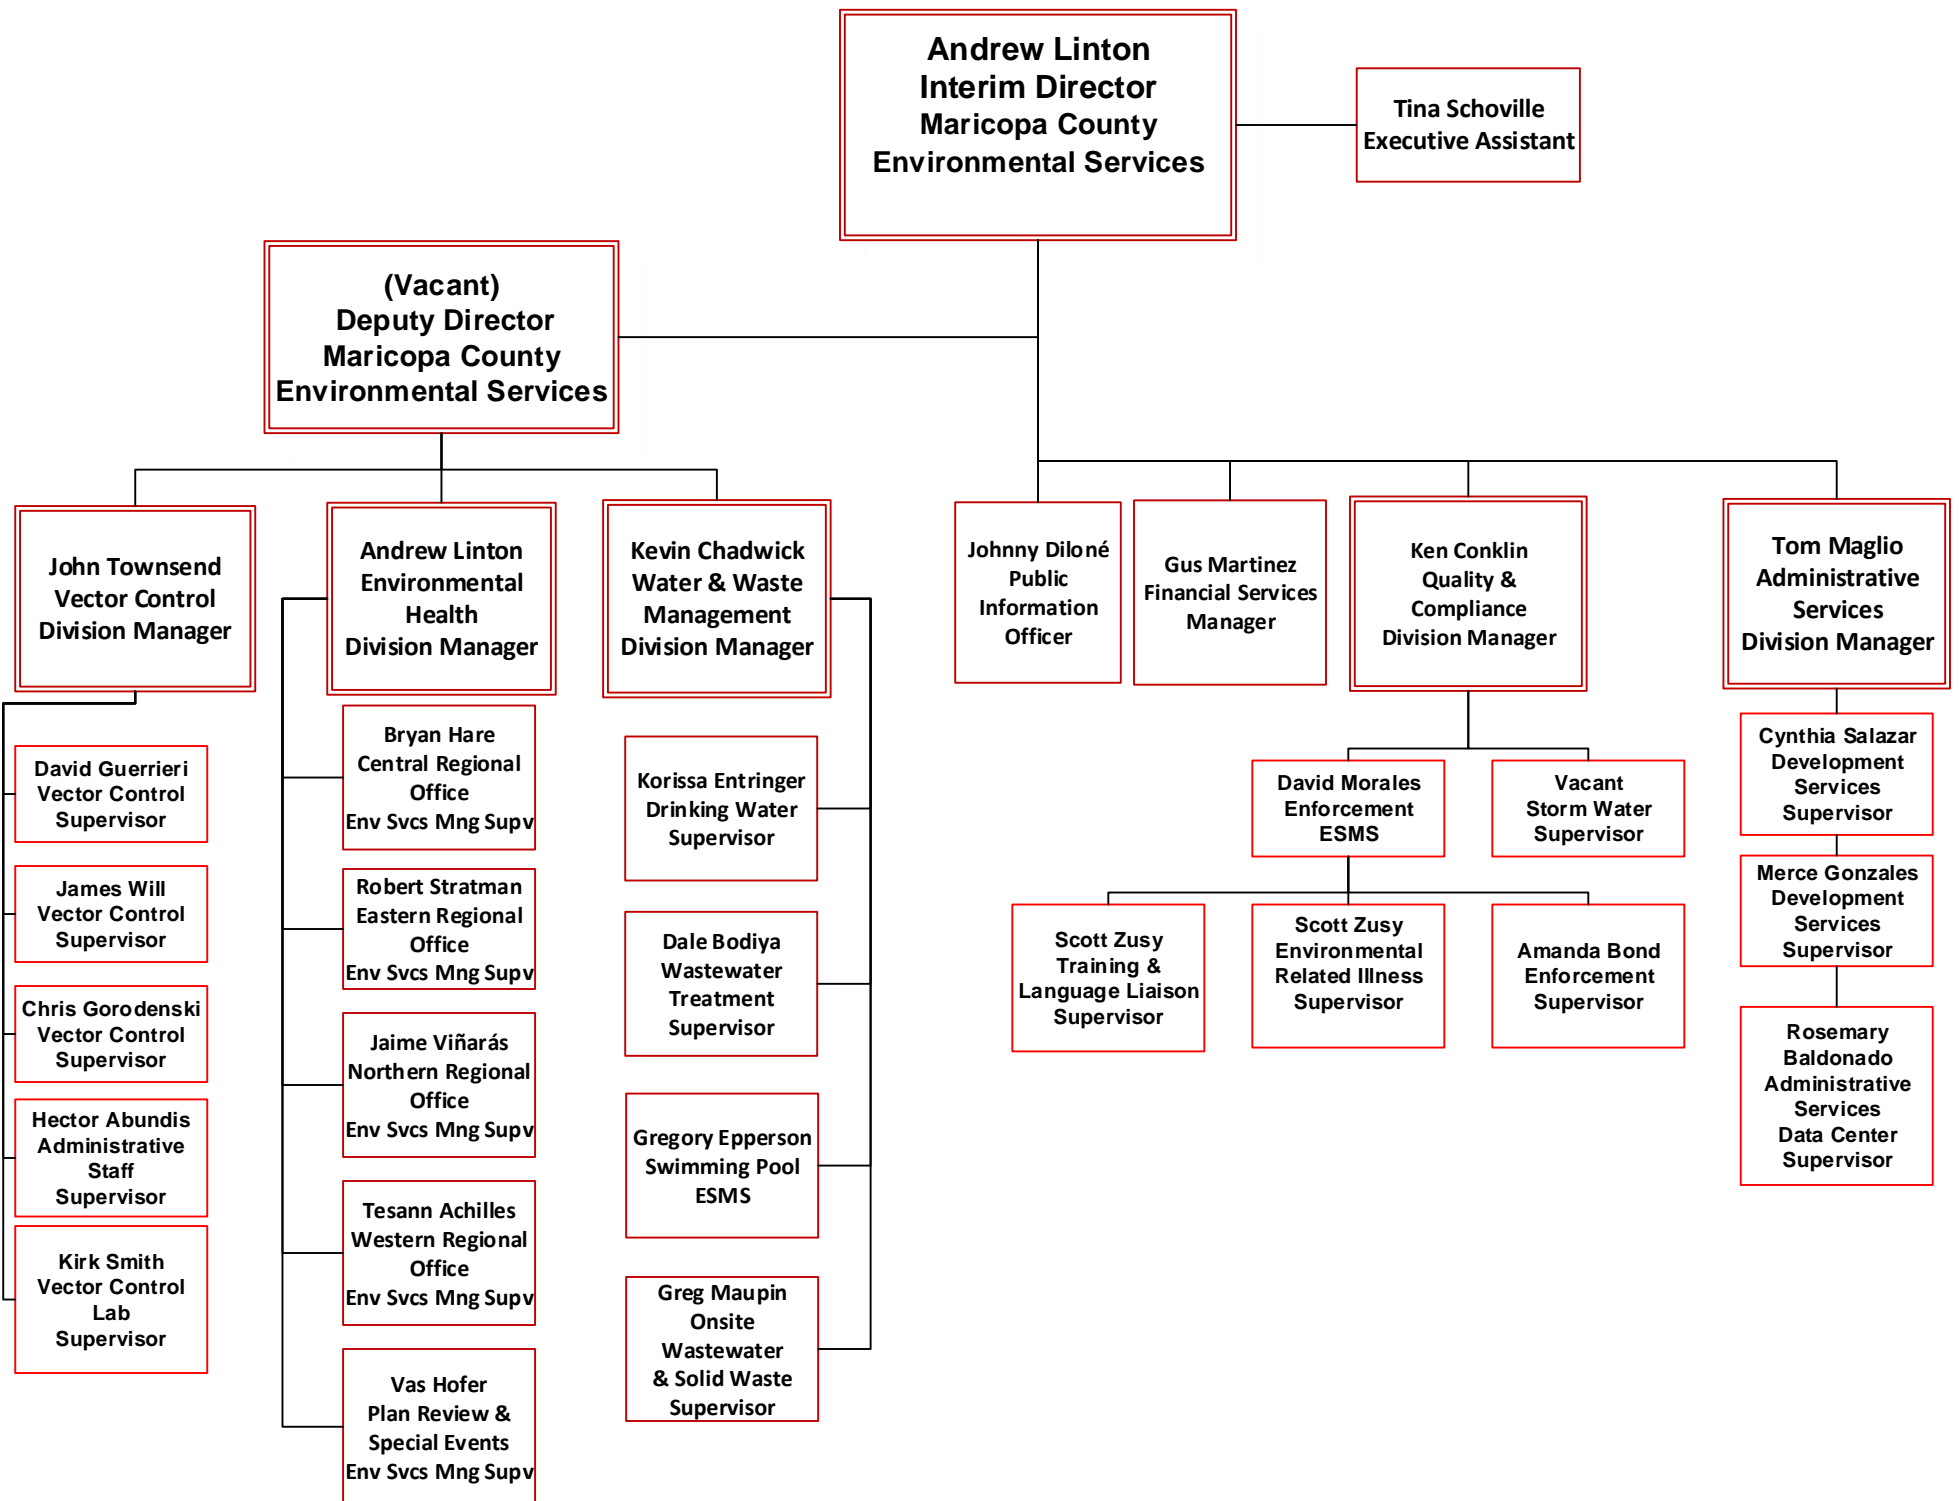 Andrew Linton
Interim Director
Maricopa County
Environmental Services
Tina Schoville
Executive Assistant
(Vacant)
Deputy Director
Maricopa County
Environmental Services
John Townsend
Vector Control
Division Manager
Andrew Linton
Environmental
Health
Division Manager
Kevin Chadwick
Water & Waste
Management
Division Manager
Johnny Diloné
Public
Information
Officer
Gus Martinez
Financial Services
Manager
Ken Conklin
Quality &
Compliance
Division Manager
Tom Maglio
Administrative
Services
Division Manager
David Guerrieri
Vector Control
Supervisor
James Will
Vector Control
Supervisor
Chris Gorodenski
Vector Control
Supervisor
Hector Abundis
Administrative
Staff
Supervisor
Kirk Smith
Vector Control
Lab
Supervisor
Bryan Hare
Central Regional
Office
Env Svcs Mng Supv
Robert Stratman
Eastern Regional
Office
Env Svcs Mng Supv
Jaime Viñarás
Northern Regional
Office
Env Svcs Mng Supv
Tesann Achilles
Western Regional
Office
Env Svcs Mng Supv
Vas Hofer
Plan Review &
Special Events
Env Svcs Mng Supv
Korissa Entringer
Drinking Water
Supervisor
Dale Bodiya
Wastewater
Treatment
Supervisor
Gregory Epperson
Swimming Pool
ESMS
Greg Maupin
Onsite
Wastewater
& Solid Waste
Supervisor
David Morales
Enforcement
ESMS
Vacant
Storm Water
Supervisor
Scott Zusy
Training &
Language Liaison
Supervisor
Scott Zusy
Environmental
Related Illness
Supervisor
Amanda Bond
Enforcement
Supervisor
Cynthia Salazar
Development
Services
Supervisor
Merce Gonzales
Development
Services
Supervisor
Rosemary
Baldonado
Administrative
Services
Data Center
Supervisor